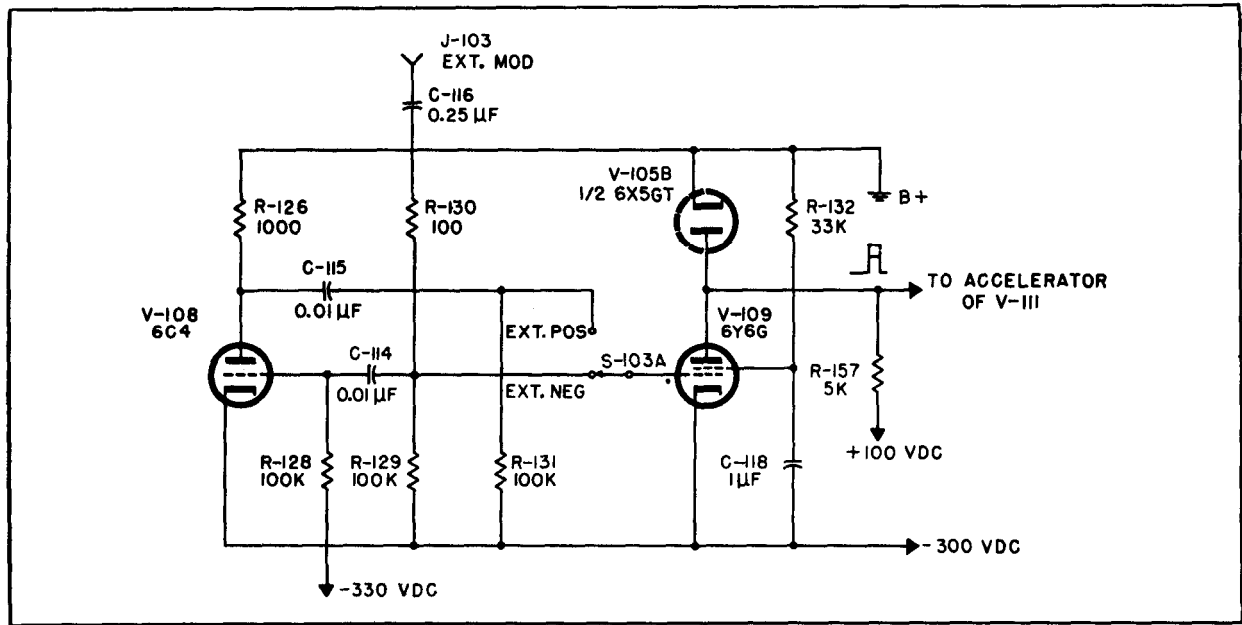 J-103
EXT. MOD
C-116
0.25 µF
V-105B
1/2 6X5GT
B+
R-126
1000
R-130
100
R-132
33K
C-115
0.01 µF
TO ACCELERATOR
OF V-111
V-108
6C4
EXT. POS
V-109
6Y6G
C-114
0.01 µF
S-103A
EXT. NEG
R-157
5K
R-128
100K
R-129
100K
R-131
100K
C-118
1µF
+100 VDC
-300 VDC
-330 VDC